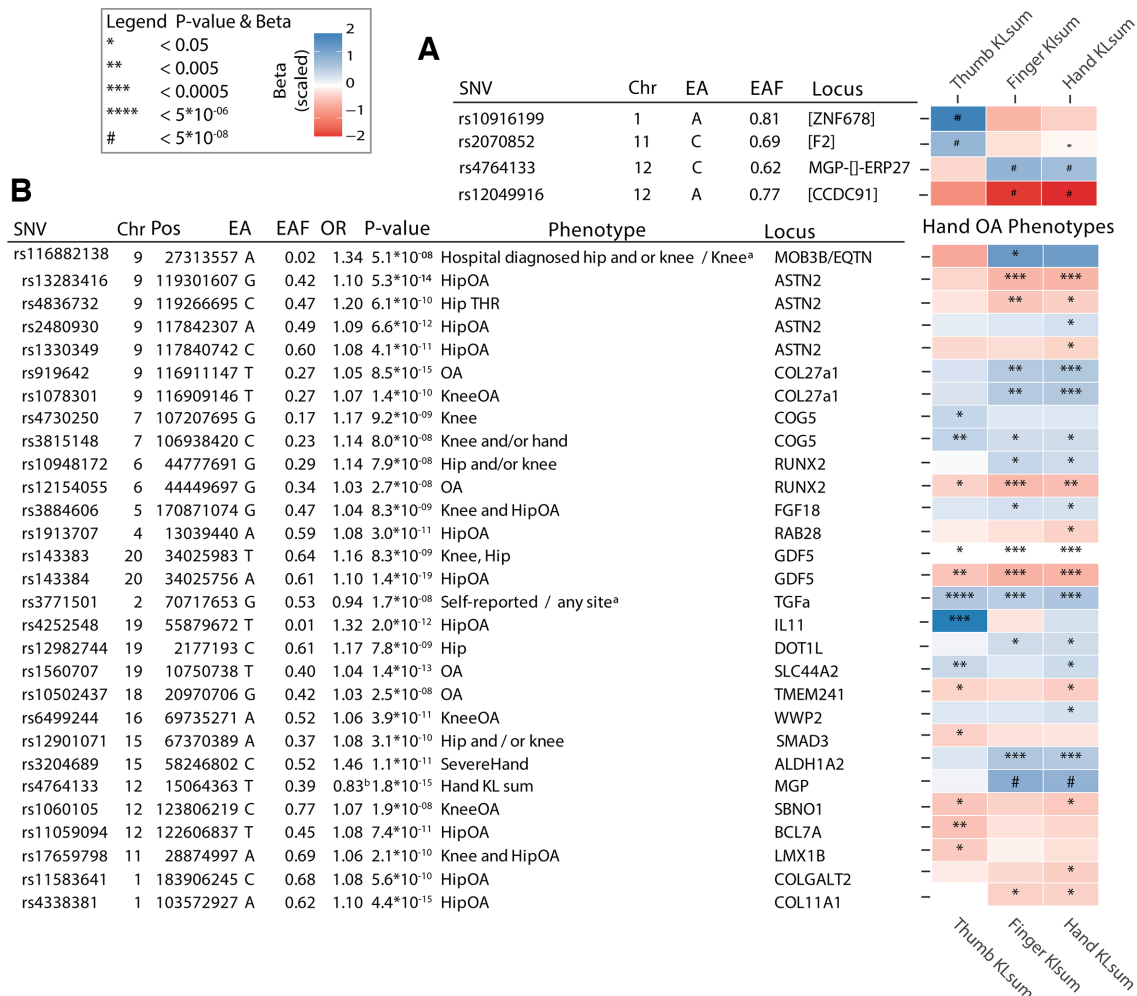 Legend P-value & Beta
* < 0.05
** < 0.005
*** < 0.0005
**** < 5*10-06
# < 5*10-08
Beta (scaled)
2
1
0
−1
−2
A
Thumb KLsum Finger Klsum Hand KLsum
SNV Chr EA EAF Locus
rs10916199 1 A 0.81 [ZNF678] #
rs2070852 11 C 0.69 [F2] # *
rs4764133 12 C 0.62 MGP-[]-ERP27 # #
rs12049916 12 A 0.77 [CCDC91] # #
B
Hand OA Phenotypes
SNV Chr Pos EA EAF OR P-value Phenotype Locus
rs116882138 9 27313557 A 0.02 1.34 5.1*10-08 Hospital diagnosed hip and or knee / Kneea MOB3B/EQTN *
rs13283416 9 119301607 G 0.42 1.10 5.3*10-14 HipOA ASTN2 *** ***
rs4836732 9 119266695 C 0.47 1.20 6.1*10-10 Hip THR ASTN2 ** *
rs2480930 9 117842307 A 0.49 1.09 6.6*10-12 HipOA ASTN2 *
rs1330349 9 117840742 C 0.60 1.08 4.1*10-11 HipOA ASTN2 *
rs919642 9 116911147 T 0.27 1.05 8.5*10-15 OA COL27a1 ** ***
rs1078301 9 116909146 T 0.27 1.07 1.4*10-10 KneeOA COL27a1 ** ***
rs4730250 7 107207695 G 0.17 1.17 9.2*10-09 Knee COG5 *
rs3815148 7 106938420 C 0.23 1.14 8.0*10-08 Knee and/or hand COG5 ** * *
rs10948172 6 44777691 G 0.29 1.14 7.9*10-08 Hip and/or knee RUNX2 * *
rs12154055 6 44449697 G 0.34 1.03 2.7*10-08 OA RUNX2 * *** **
rs3884606 5 170871074 G 0.47 1.04 8.3*10-09 Knee and HipOA FGF18 * *
rs1913707 4 13039440 A 0.59 1.08 3.0*10-11 HipOA RAB28 *
rs143383 20 34025983 T 0.64 1.16 8.3*10-09 Knee, Hip GDF5 * *** ***
rs143384 20 34025756 A 0.61 1.10 1.4*10-19 HipOA GDF5 ** *** ***
rs3771501 2 70717653 G 0.53 0.94 1.7*10-08 Self-reported / any sitea TGFa **** *** ***
rs4252548 19 55879672 T 0.01 1.32 2.0*10-12 HipOA IL11 ***
rs12982744 19 2177193 C 0.61 1.17 7.8*10-09 Hip DOT1L * *
rs1560707 19 10750738 T 0.40 1.04 1.4*10-13 OA SLC44A2 ** *
rs10502437 18 20970706 G 0.42 1.03 2.5*10-08 OA TMEM241 * *
rs6499244 16 69735271 A 0.52 1.06 3.9*10-11 KneeOA WWP2 *
rs12901071 15 67370389 A 0.37 1.08 3.1*10-10 Hip and / or knee SMAD3 *
rs3204689 15 58246802 C 0.52 1.46 1.1*10-11 SevereHand ALDH1A2 *** ***
rs4764133 12 15064363 T 0.39 0.83b 1.8*10-15 Hand KL sum MGP # #
rs1060105 12 123806219 C 0.77 1.07 1.9*10-08 KneeOA SBNO1 * *
rs11059094 12 122606837 T 0.45 1.08 7.4*10-11 HipOA BCL7A **
rs17659798 11 28874997 A 0.69 1.06 2.1*10-10 Knee and HipOA LMX1B *
rs11583641 1 183906245 C 0.68 1.08 5.6*10-10 HipOA COLGALT2 *
rs4338381 1 103572927 A 0.62 1.10 4.4*10-15 HipOA COL11A1 * *
Thumb KLsum Finger Klsum Hand KLsum